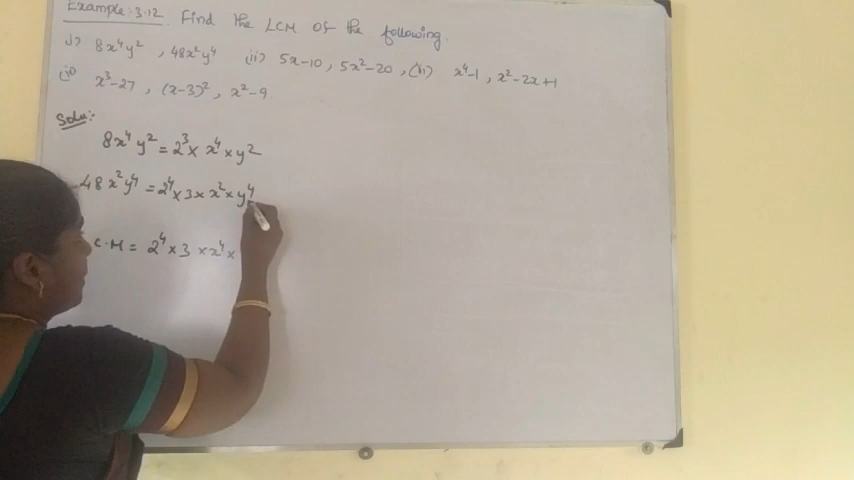 Example: 3.12 Find the LCM of the following.
i) 8x⁴y² , 48x²y⁴ (ii) 5x-10, 5x²-20, (iii) x⁴-1, x²-2x+1
(iv) x³-27, (x-3)², x²-9
Solu:
8x⁴y² = 2³ × x⁴ × y²
48x²y⁴ = 2⁴ × 3 × x² × y⁴
C.M = 2⁴ × 3 × x⁴ ×